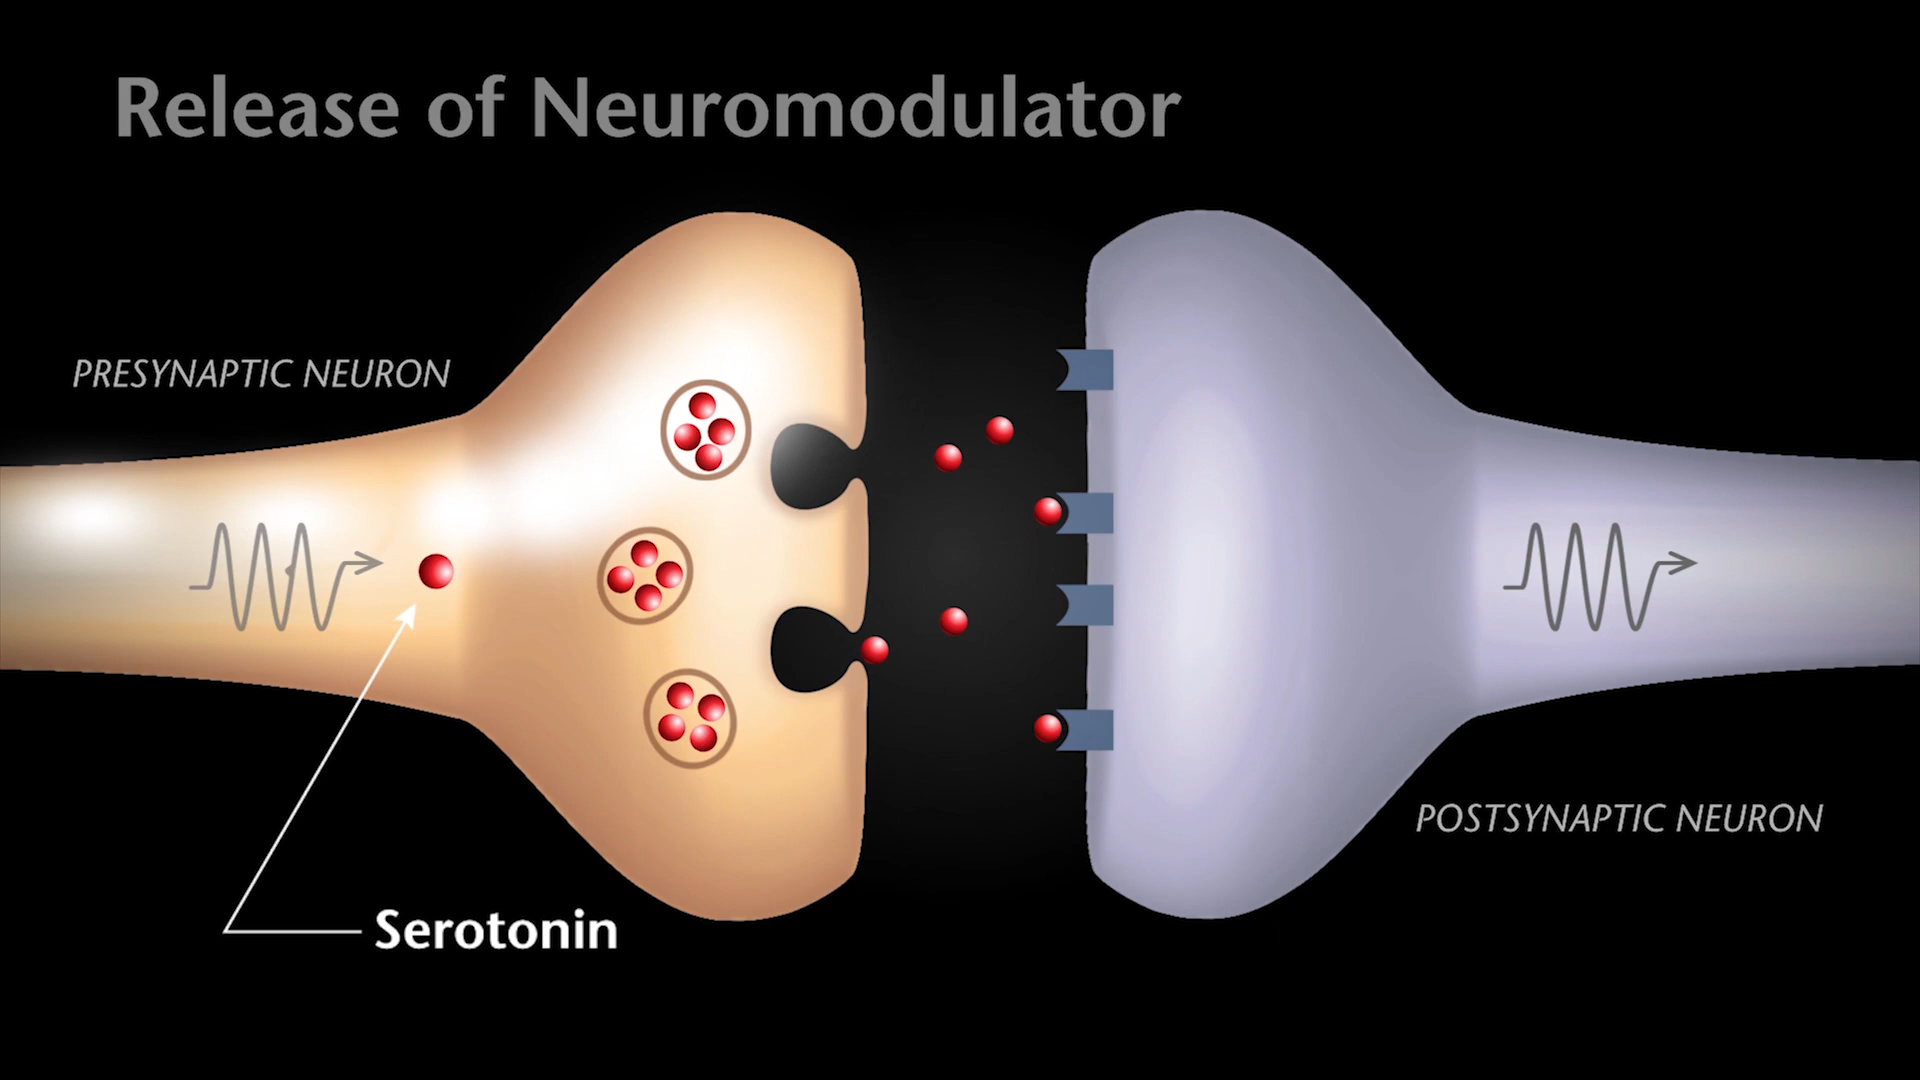 Release of Neuromodulator
PRESYNAPTIC NEURON
POSTSYNAPTIC NEURON
Serotonin